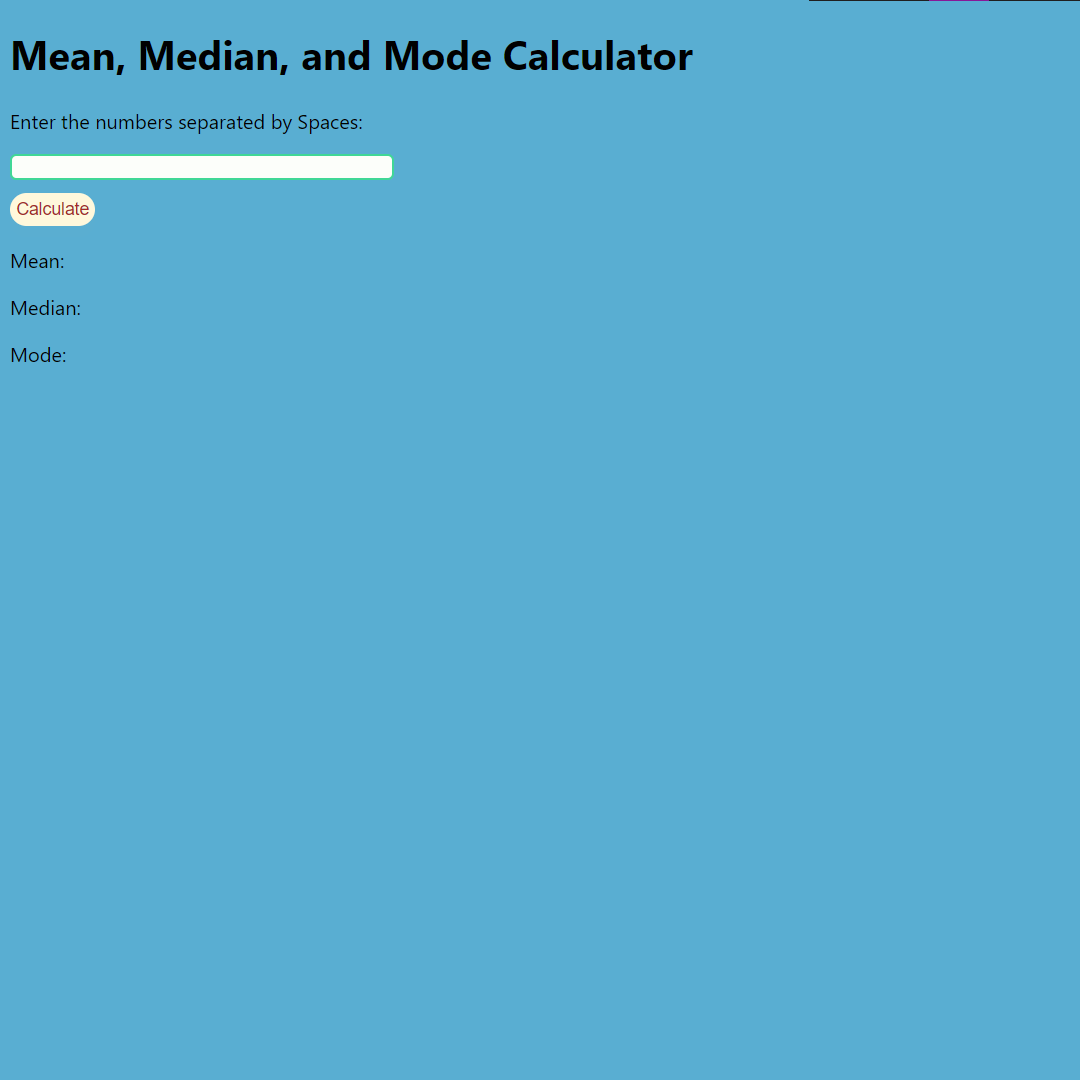 Mean, Median, and Mode Calculator
Enter the numbers separated by Spaces:
Calculate
Mean:
Median:
Mode: